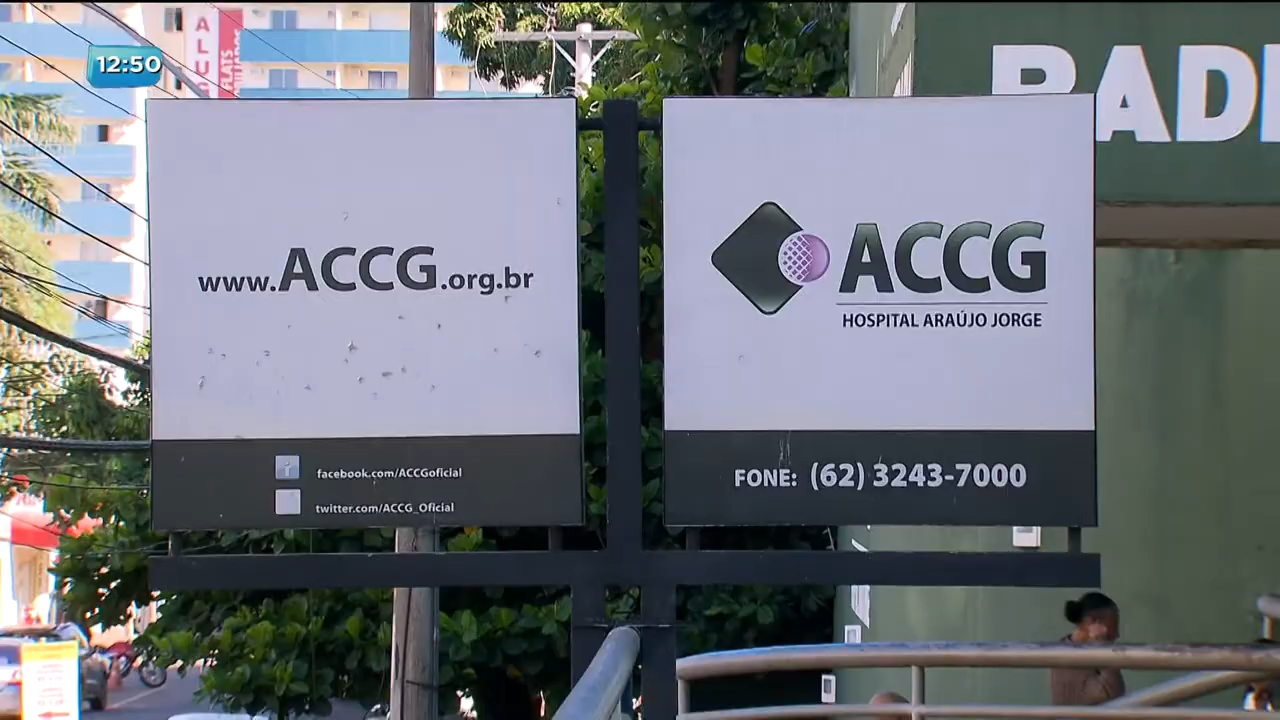 12:50
ALUG
FLATS
RADI
www.ACCG.org.br
ACCG
HOSPITAL ARAÚJO JORGE
facebook.com/ACCGoficial
twitter.com/ACCG_Oficial
FONE: (62) 3243-7000